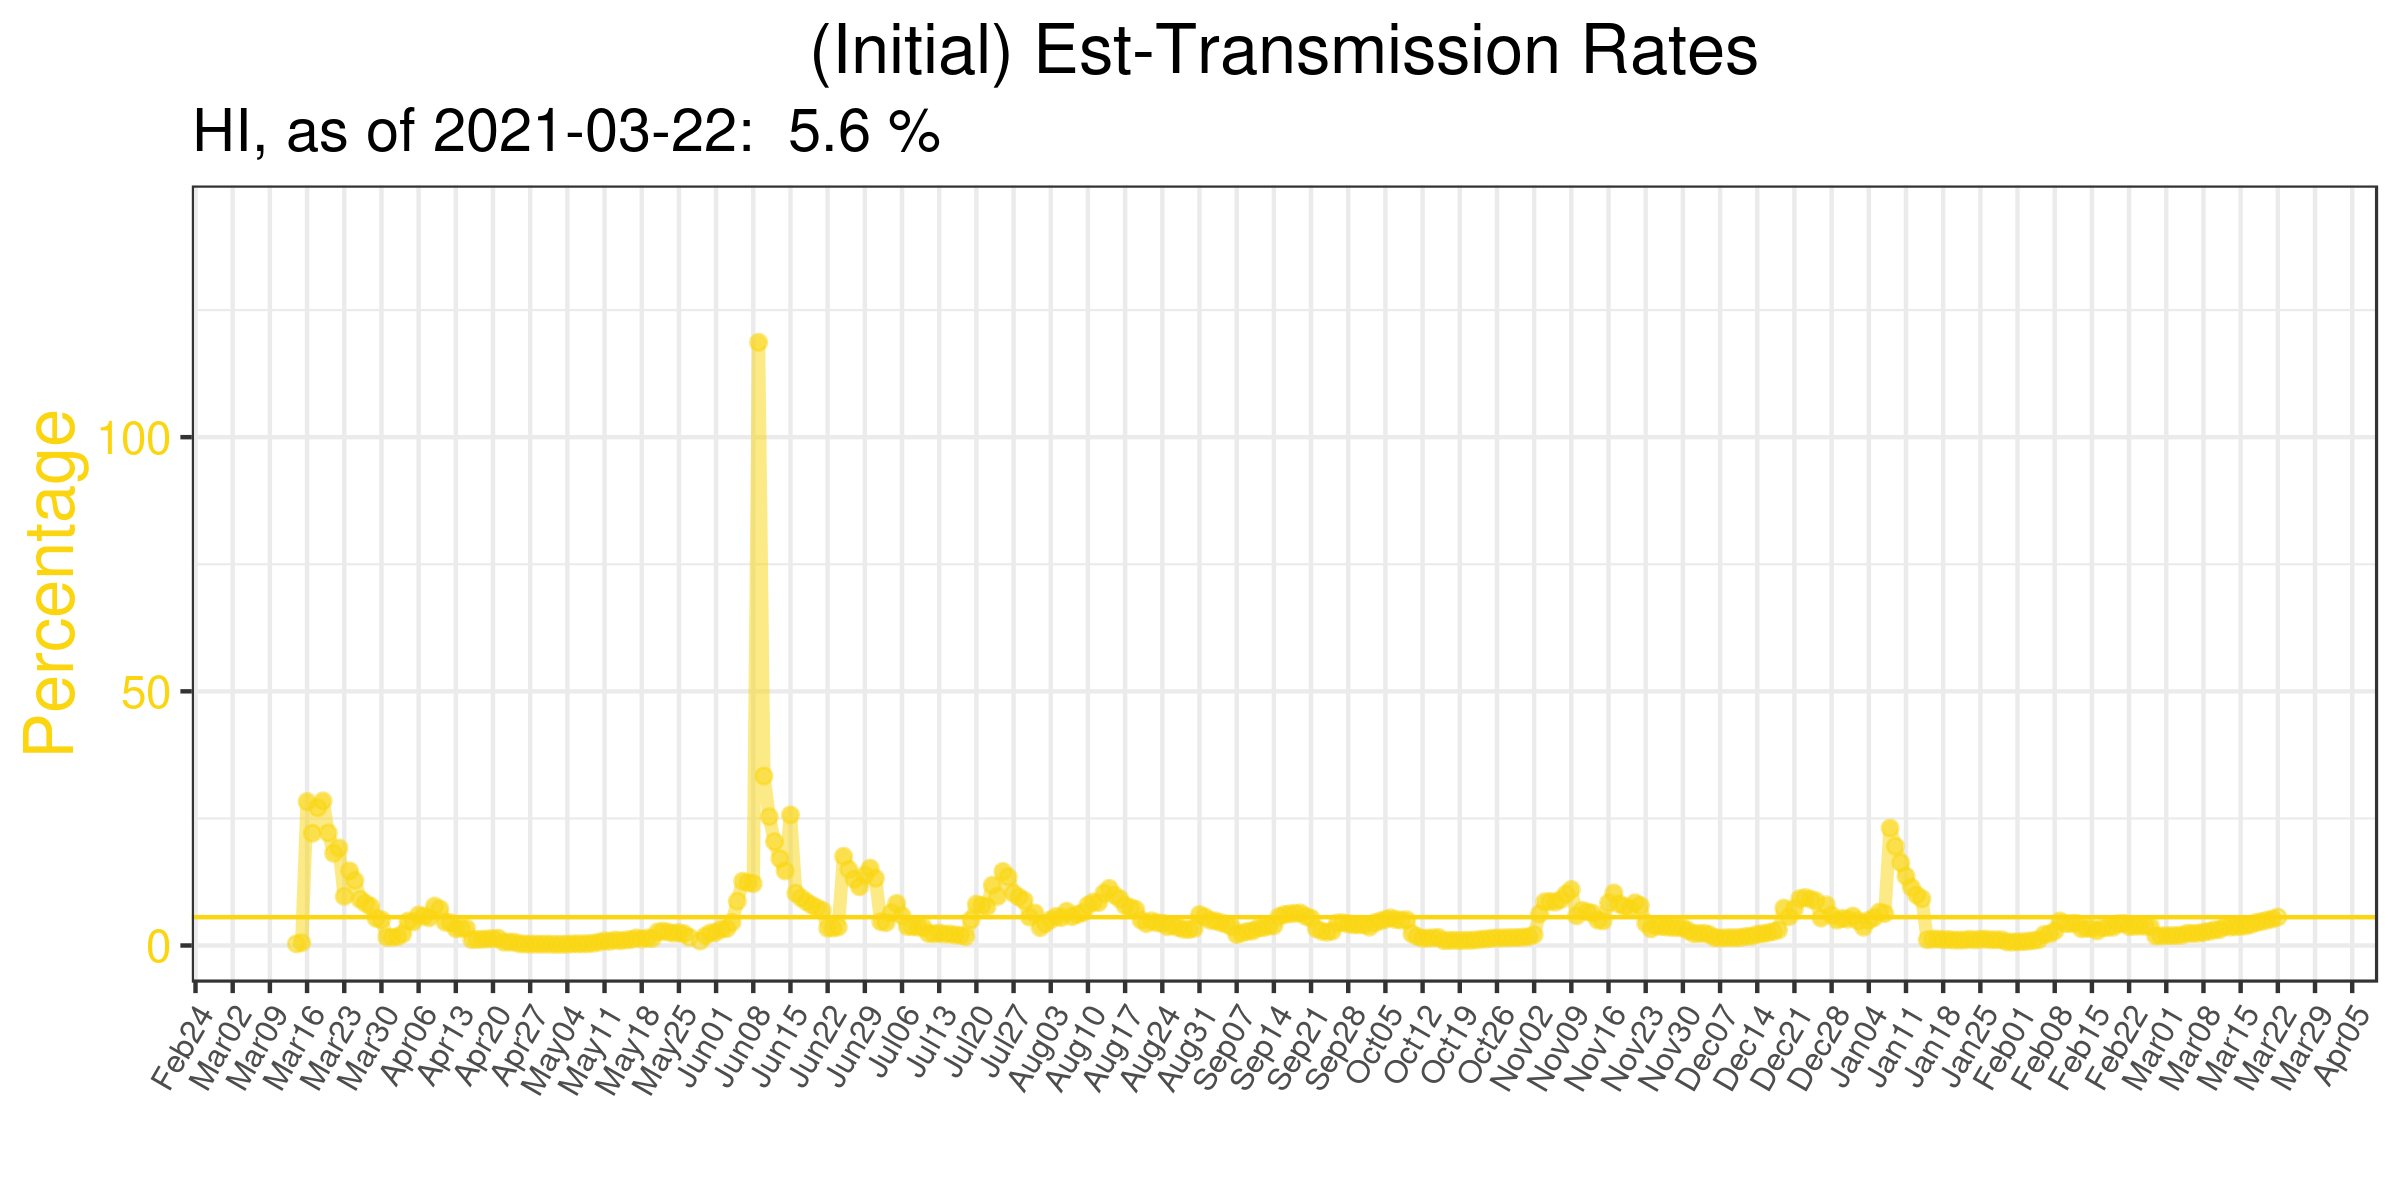 (Initial) Est-Transmission Rates
HI, as of 2021-03-22:  5.6 %
Percentage
100
50
0
Feb24
Mar02
Mar09
Mar16
Mar23
Mar30
Apr06
Apr13
Apr20
Apr27
May04
May11
May18
May25
Jun01
Jun08
Jun15
Jun22
Jun29
Jul06
Jul13
Jul20
Jul27
Aug03
Aug10
Aug17
Aug24
Aug31
Sep07
Sep14
Sep21
Sep28
Oct05
Oct12
Oct19
Oct26
Nov02
Nov09
Nov16
Nov23
Nov30
Dec07
Dec14
Dec21
Dec28
Jan04
Jan11
Jan18
Jan25
Feb01
Feb08
Feb15
Feb22
Mar01
Mar08
Mar15
Mar22
Mar29
Apr05